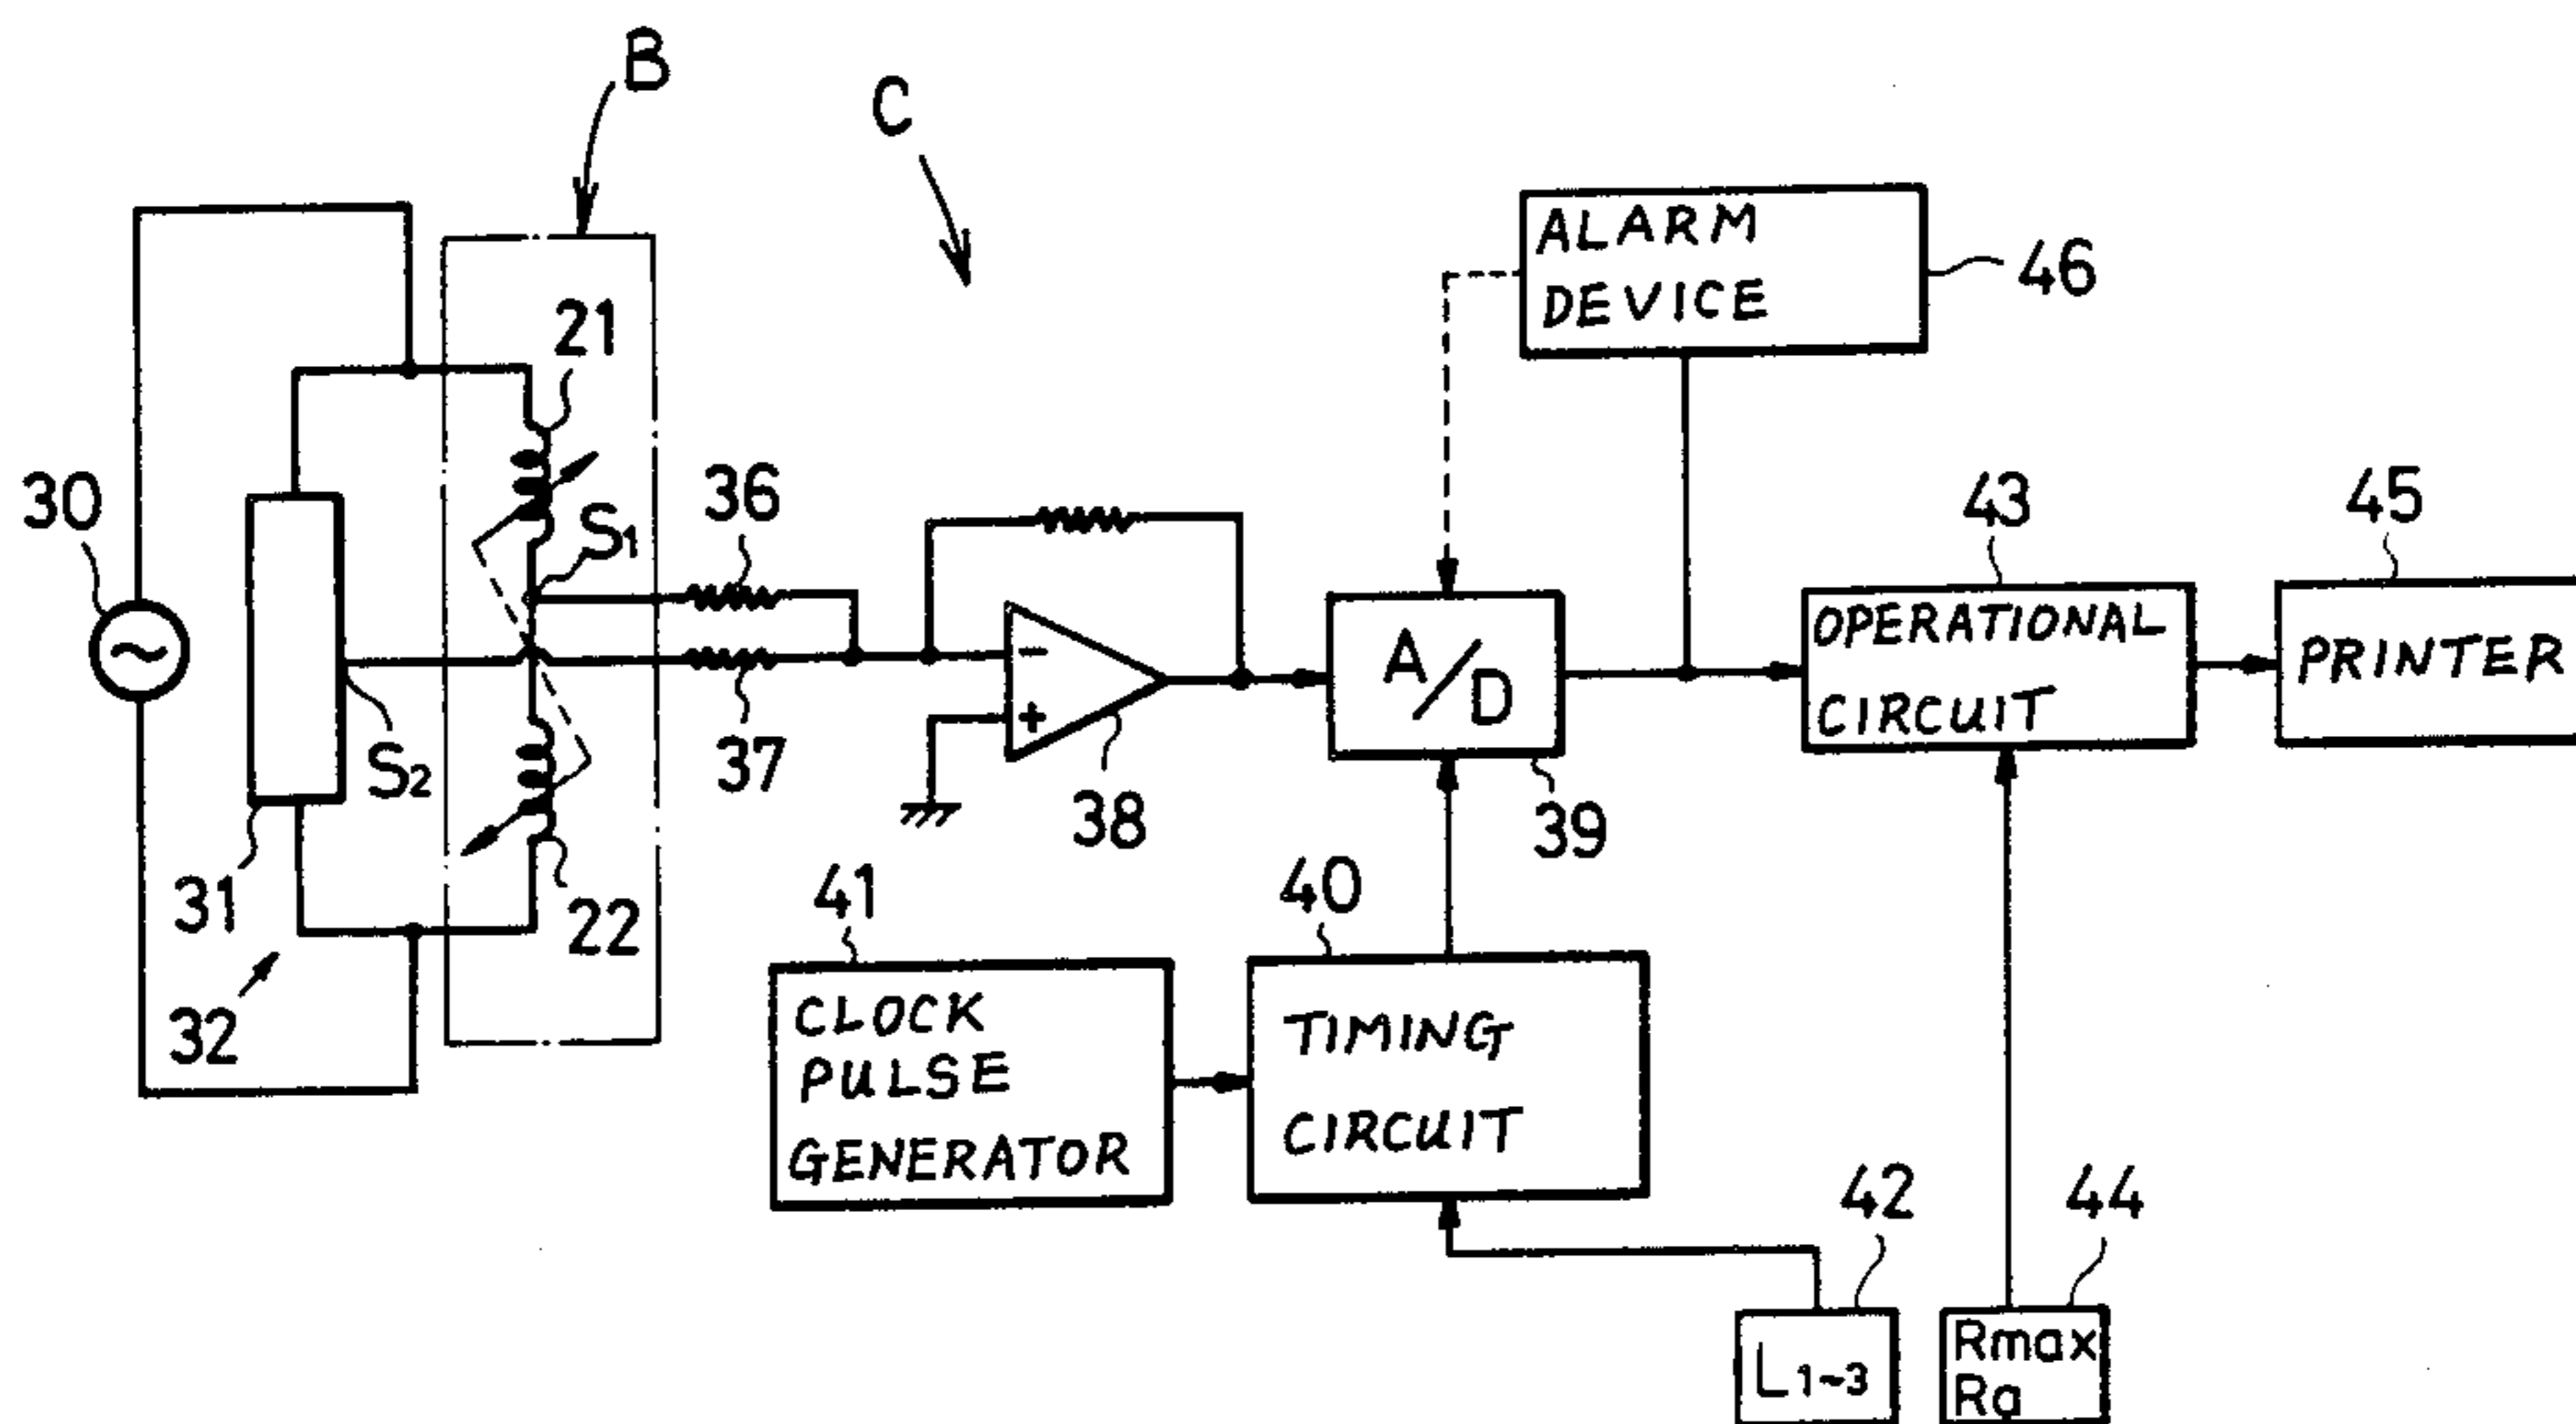 B
C
ALARM
DEVICE
46
21
30
S1
36
43
45
OPERATIONAL
CIRCUIT
PRINTER
A/D
−
+
S2
37
38
39
31
22
32
41
40
CLOCK
PULSE
GENERATOR
TIMING
CIRCUIT
42
44
L1~3
Rmax
Ra